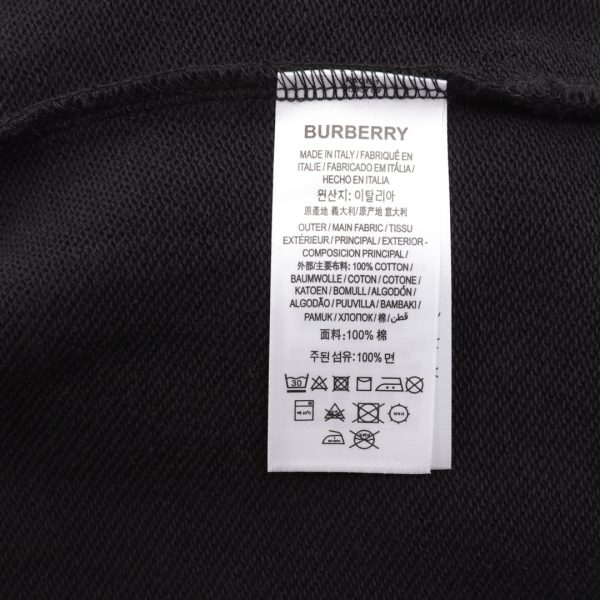 BURBERRY
MADE IN ITALY / FABRIQUÉ EN
ITALIE / FABRICADO EM ITÁLIA /
HECHO EN ITALIA
원산지: 이탈리아
原產地 義大利/原产地 意大利
OUTER / MAIN FABRIC / TISSU
EXTÉRIEUR / PRINCIPAL / EXTERIOR -
COMPOSICION PRINCIPAL
/ 外部/主要布料: 100% COTTON /
BAUMWOLLE / COTON / COTONE /
KATOEN / BOMULL / ALGODÓN /
ALGODÃO / PUUVILLA / BAMBAKI /
PAMUK / ХЛОПОК / 棉 / قطن /
面料: 100% 棉
주된 섬유: 100% 면
30